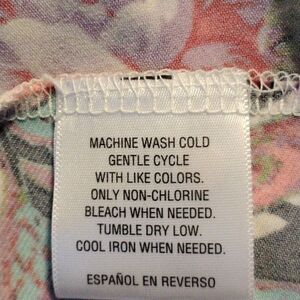 MACHINE WASH COLD
GENTLE CYCLE
WITH LIKE COLORS.
ONLY NON-CHLORINE
BLEACH WHEN NEEDED.
TUMBLE DRY LOW.
COOL IRON WHEN NEEDED.
ESPAÑOL EN REVERSO